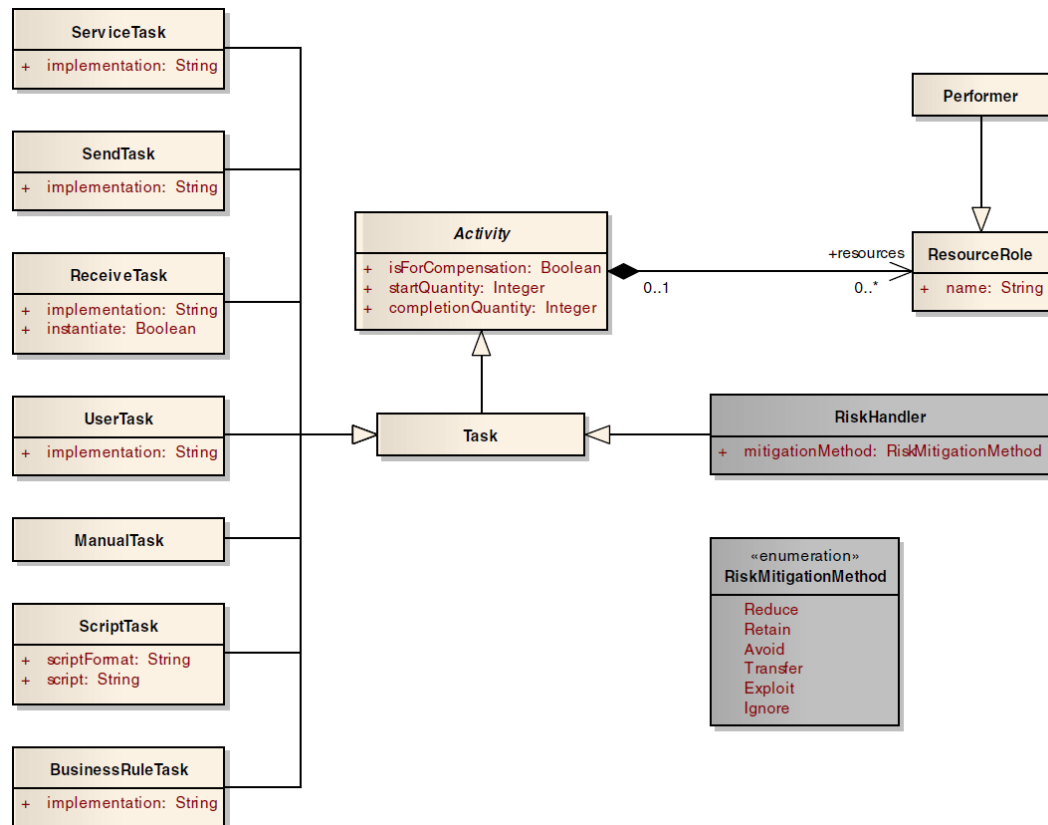 ServiceTask
+ implementation: String
SendTask
+ implementation: String
ReceiveTask
+ implementation: String
+ instantiate: Boolean
UserTask
+ implementation: String
ManualTask
ScriptTask
+ scriptFormat: String
+ script: String
BusinessRuleTask
+ implementation: String
Activity
+ isForCompensation: Boolean
+ startQuantity: Integer
+ completionQuantity: Integer
0..1
+resources
0..*
Task
Performer
ResourceRole
+ name: String
RiskHandler
+ mitigationMethod: RiskMitigationMethod
«enumeration»
RiskMitigationMethod
Reduce
Retain
Avoid
Transfer
Exploit
Ignore